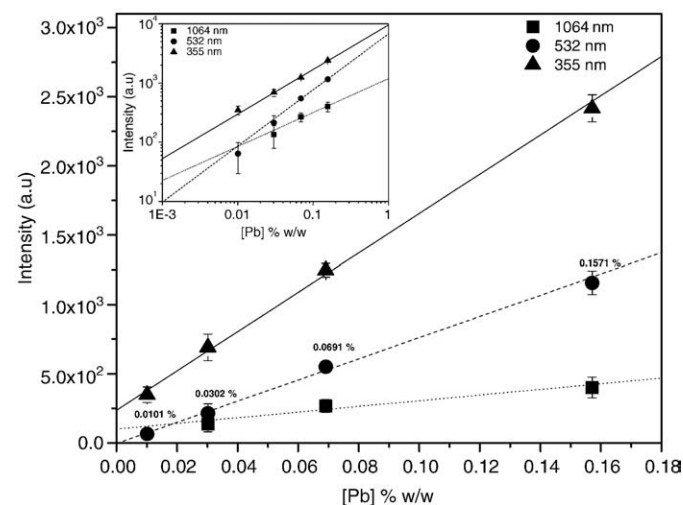 3.0x10³
2.5x10³
2.0x10³
1.5x10³
1.0x10³
5.0x10²
0.0
Intensity (a.u)
0.00
0.02
0.04
0.06
0.08
0.10
0.12
0.14
0.16
0.18
[Pb] % w/w
1064 nm
532 nm
355 nm
0.0101 %
0.0302 %
0.0691 %
0.1571 %
10⁴
10³
10²
10¹
Intensity (a.u)
1E-3
0.01
0.1
1
[Pb] % w/w
1064 nm
532 nm
355 nm